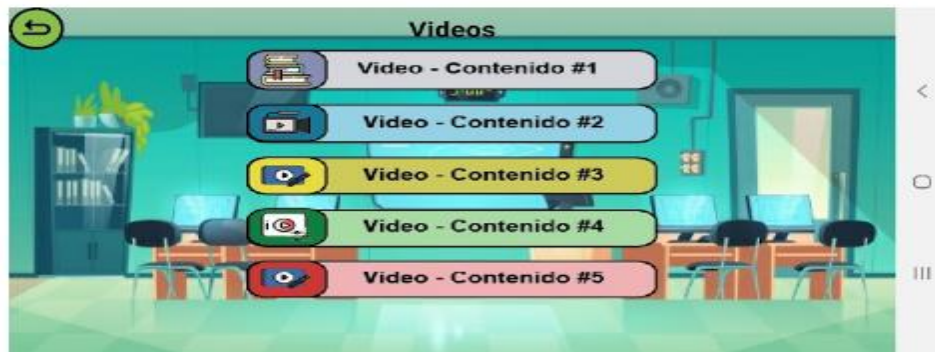 Videos
Video - Contenido #1
Video - Contenido #2
Video - Contenido #3
Video - Contenido #4
Video - Contenido #5